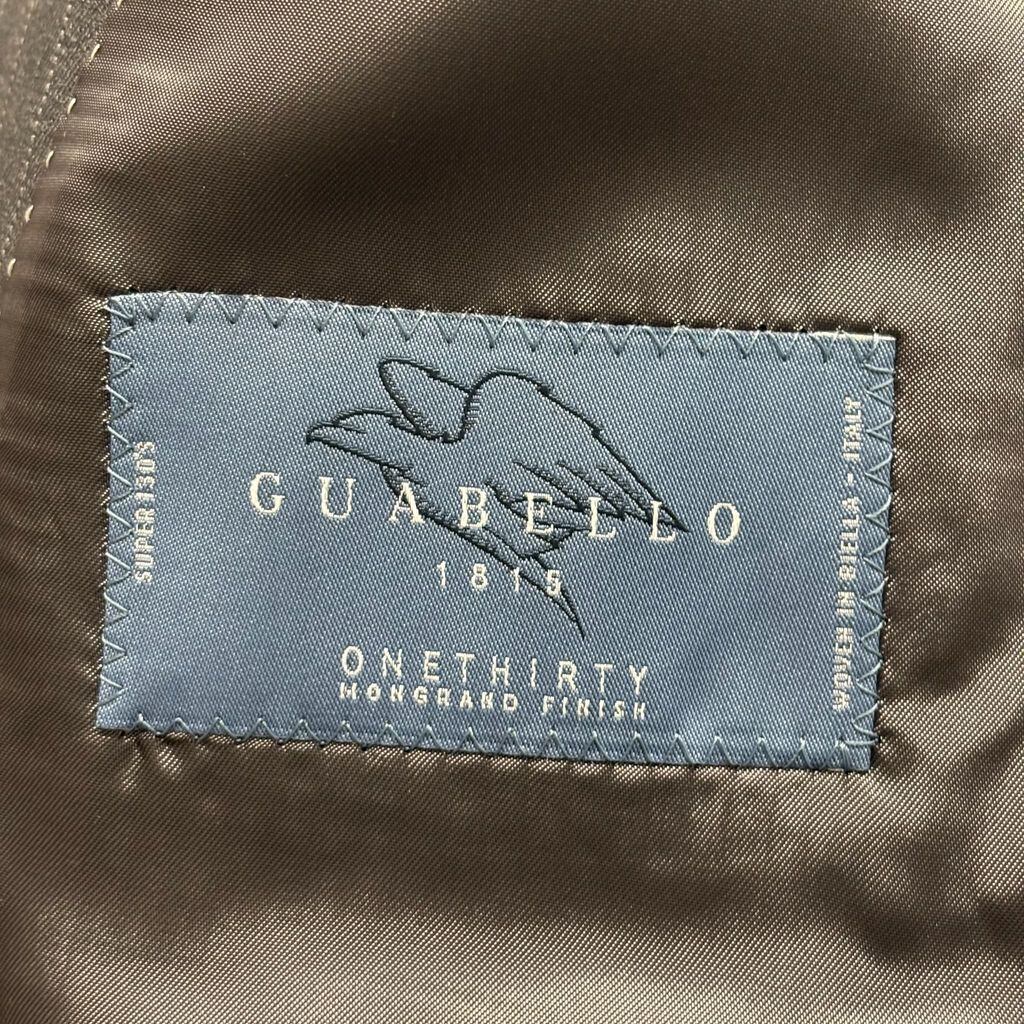 GUABELLO
1815
ONETHIRTY
MONGRAND FINISH
SUPER 130'S
WOVEN IN BIELLA - ITALY